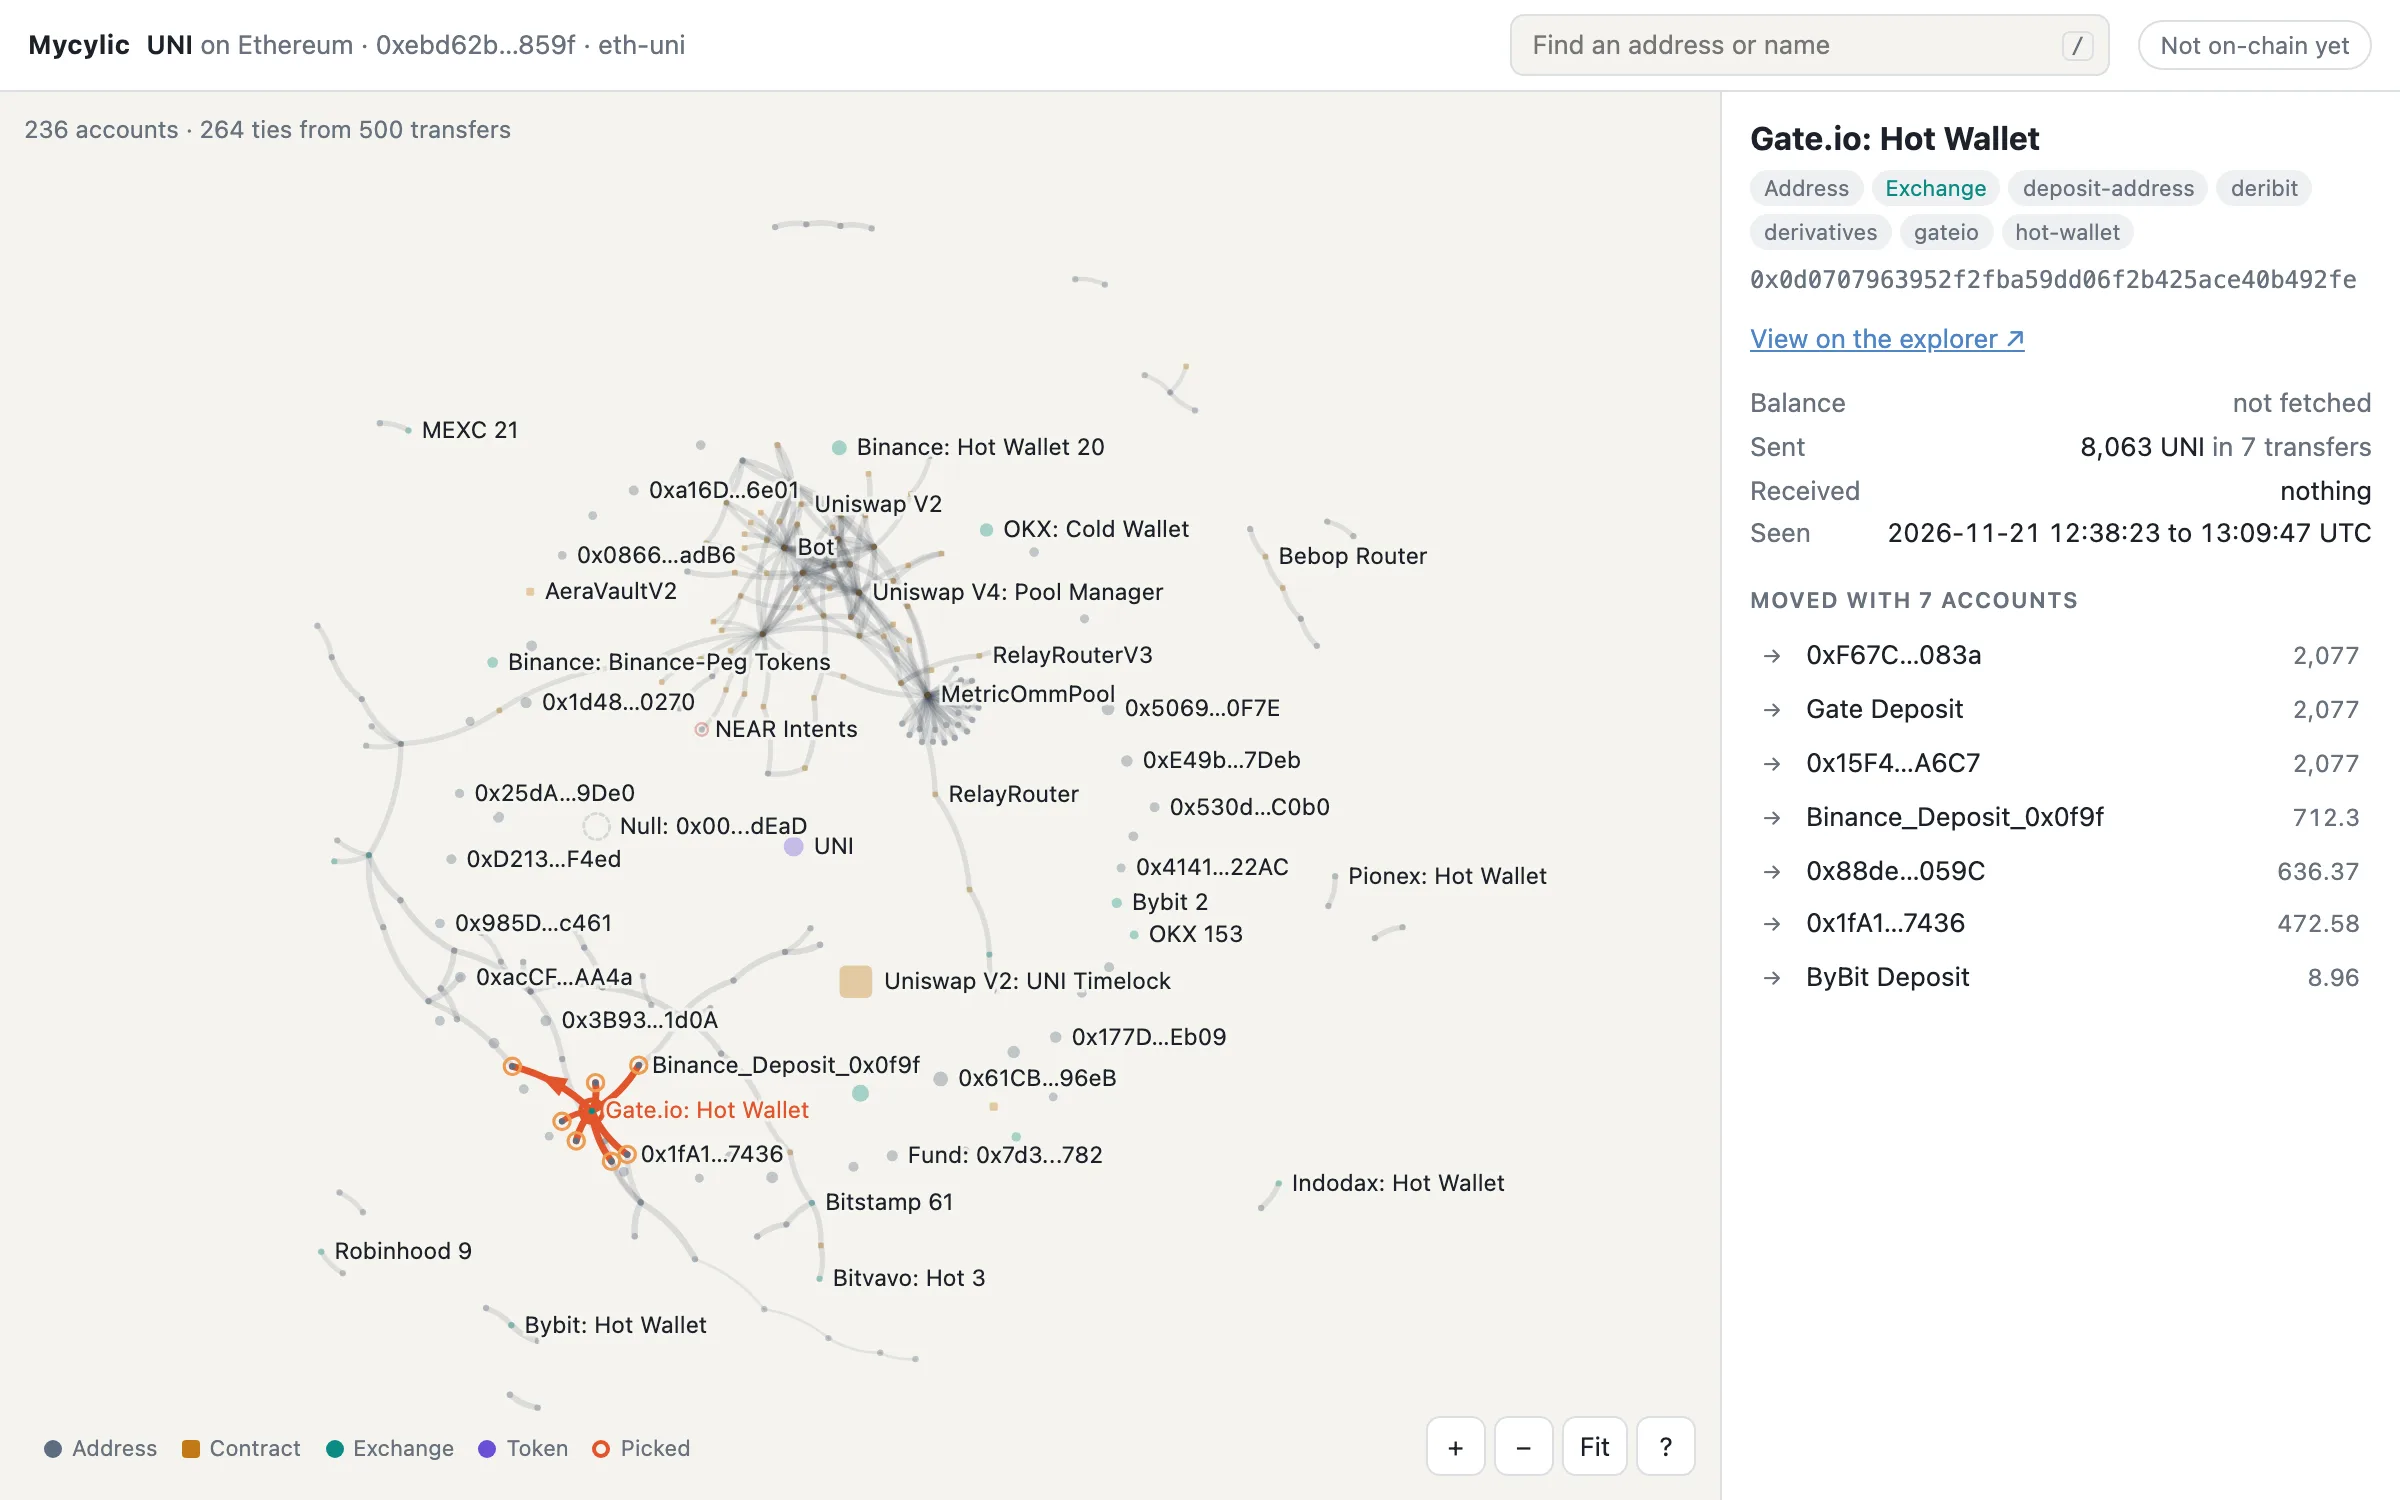 Mycylic UNI on Ethereum · 0xebd62b...859f · eth-uni
Find an address or name /
Not on-chain yet
236 accounts · 264 ties from 500 transfers
MEXC 21
Binance: Hot Wallet 20
0xa16D...6e01
Uniswap V2
OKX: Cold Wallet
Bot
0x0866...adB6
Bebop Router
AeraVaultV2
Uniswap V4: Pool Manager
RelayRouterV3
Binance: Binance-Peg Tokens
MetricOmmPool
0x1d48...0270
0x5069...0F7E
NEAR Intents
0xE49b...7Deb
0x25dA...9De0
RelayRouter
0x530d...C0b0
Null: 0x00...dEaD
UNI
0xD213...F4ed
0x4141...22AC
Pionex: Hot Wallet
Bybit 2
0x985D...c461
OKX 153
0xacCF...AA4a
Uniswap V2: UNI Timelock
0x3B93...1d0A
0x177D...Eb09
Binance_Deposit_0x0f9f
0x61CB...96eB
Gate.io: Hot Wallet
0x1fA1...7436
Fund: 0x7d3...782
Indodax: Hot Wallet
Bitstamp 61
Robinhood 9
Bitvavo: Hot 3
Bybit: Hot Wallet
Address Contract Exchange Token Picked
+ − Fit ?
Gate.io: Hot Wallet
Address Exchange deposit-address deribit
derivatives gateio hot-wallet
0x0d0707963952f2fba59dd06f2b425ace40b492fe
View on the explorer ↗
Balance not fetched
Sent 8,063 UNI in 7 transfers
Received nothing
Seen 2026-11-21 12:38:23 to 13:09:47 UTC
MOVED WITH 7 ACCOUNTS
→ 0xF67C...083a 2,077
→ Gate Deposit 2,077
→ 0x15F4...A6C7 2,077
→ Binance_Deposit_0x0f9f 712.3
→ 0x88de...059C 636.37
→ 0x1fA1...7436 472.58
→ ByBit Deposit 8.96